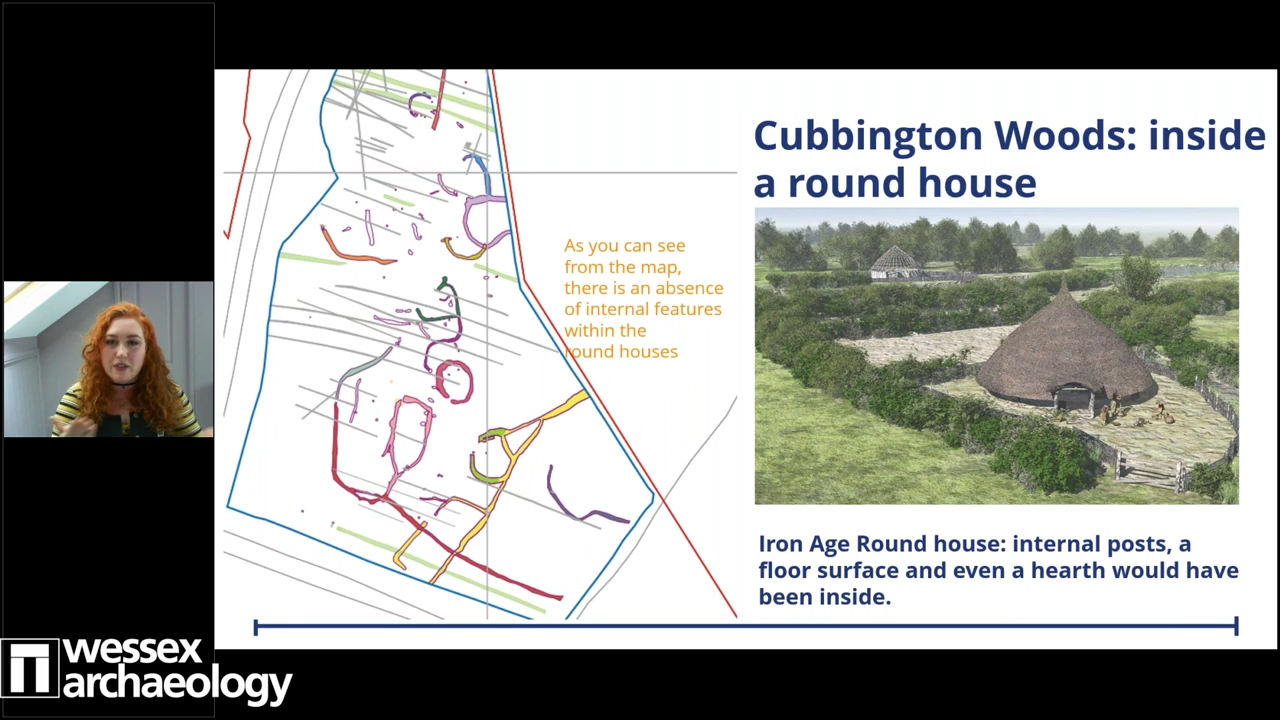 Cubbington Woods: inside
a round house
As you can see
from the map,
there is an absence
of internal features
within the
round houses
Iron Age Round house: internal posts, a
floor surface and even a hearth would have
been inside.
wessex
archaeology